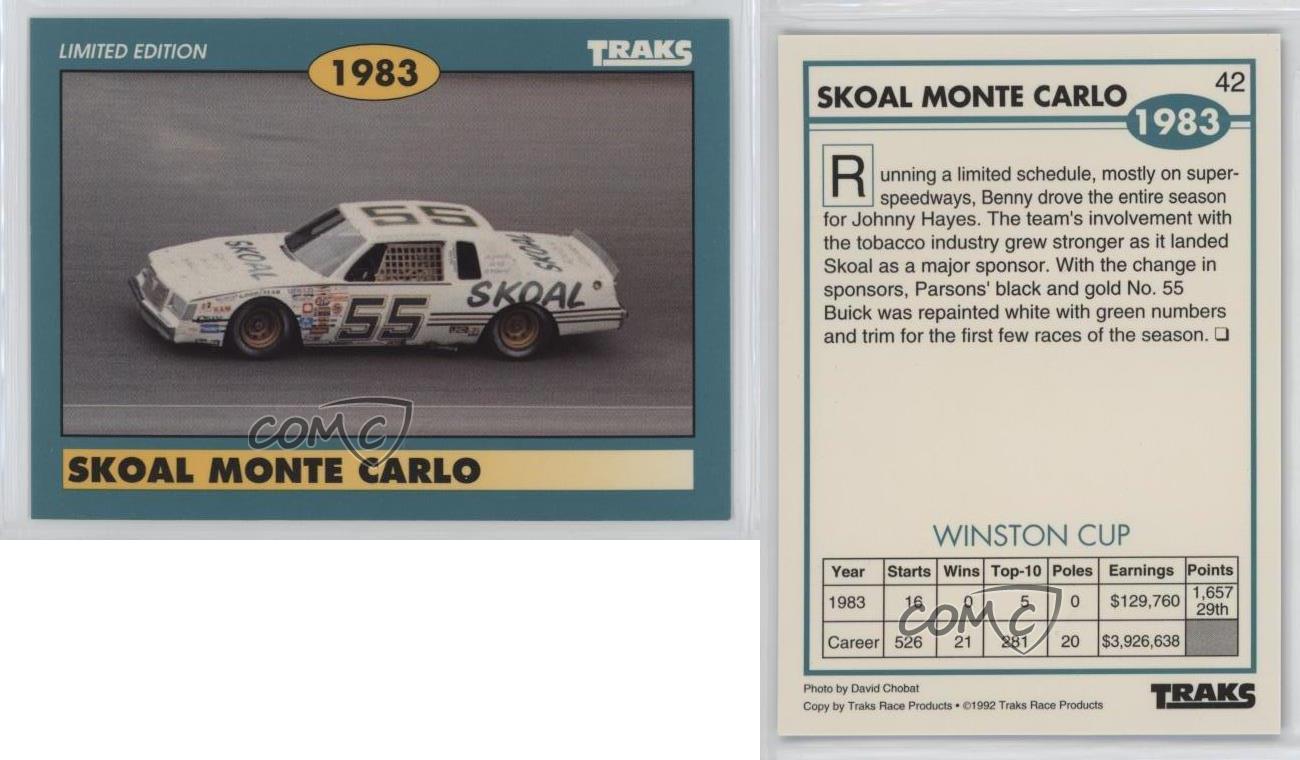 LIMITED EDITION
TRAKS
1983
55
SKOAL
SKOAL
GOODYEAR
55
SKOAL
COMC
SKOAL MONTE CARLO
42
SKOAL MONTE CARLO
1983
Running a limited schedule, mostly on super-
speedways, Benny drove the entire season
for Johnny Hayes. The team's involvement with
the tobacco industry grew stronger as it landed
Skoal as a major sponsor. With the change in
sponsors, Parsons' black and gold No. 55
Buick was repainted white with green numbers
and trim for the first few races of the season. ❑
WINSTON CUP
Year Starts Wins Top-10 Poles Earnings Points
1983 16 0 5 0 $129,760 1,657
29th
COMC
Career 526 21 281 20 $3,926,638
Photo by David Chobat
Copy by Traks Race Products • ©1992 Traks Race Products
TRAKS